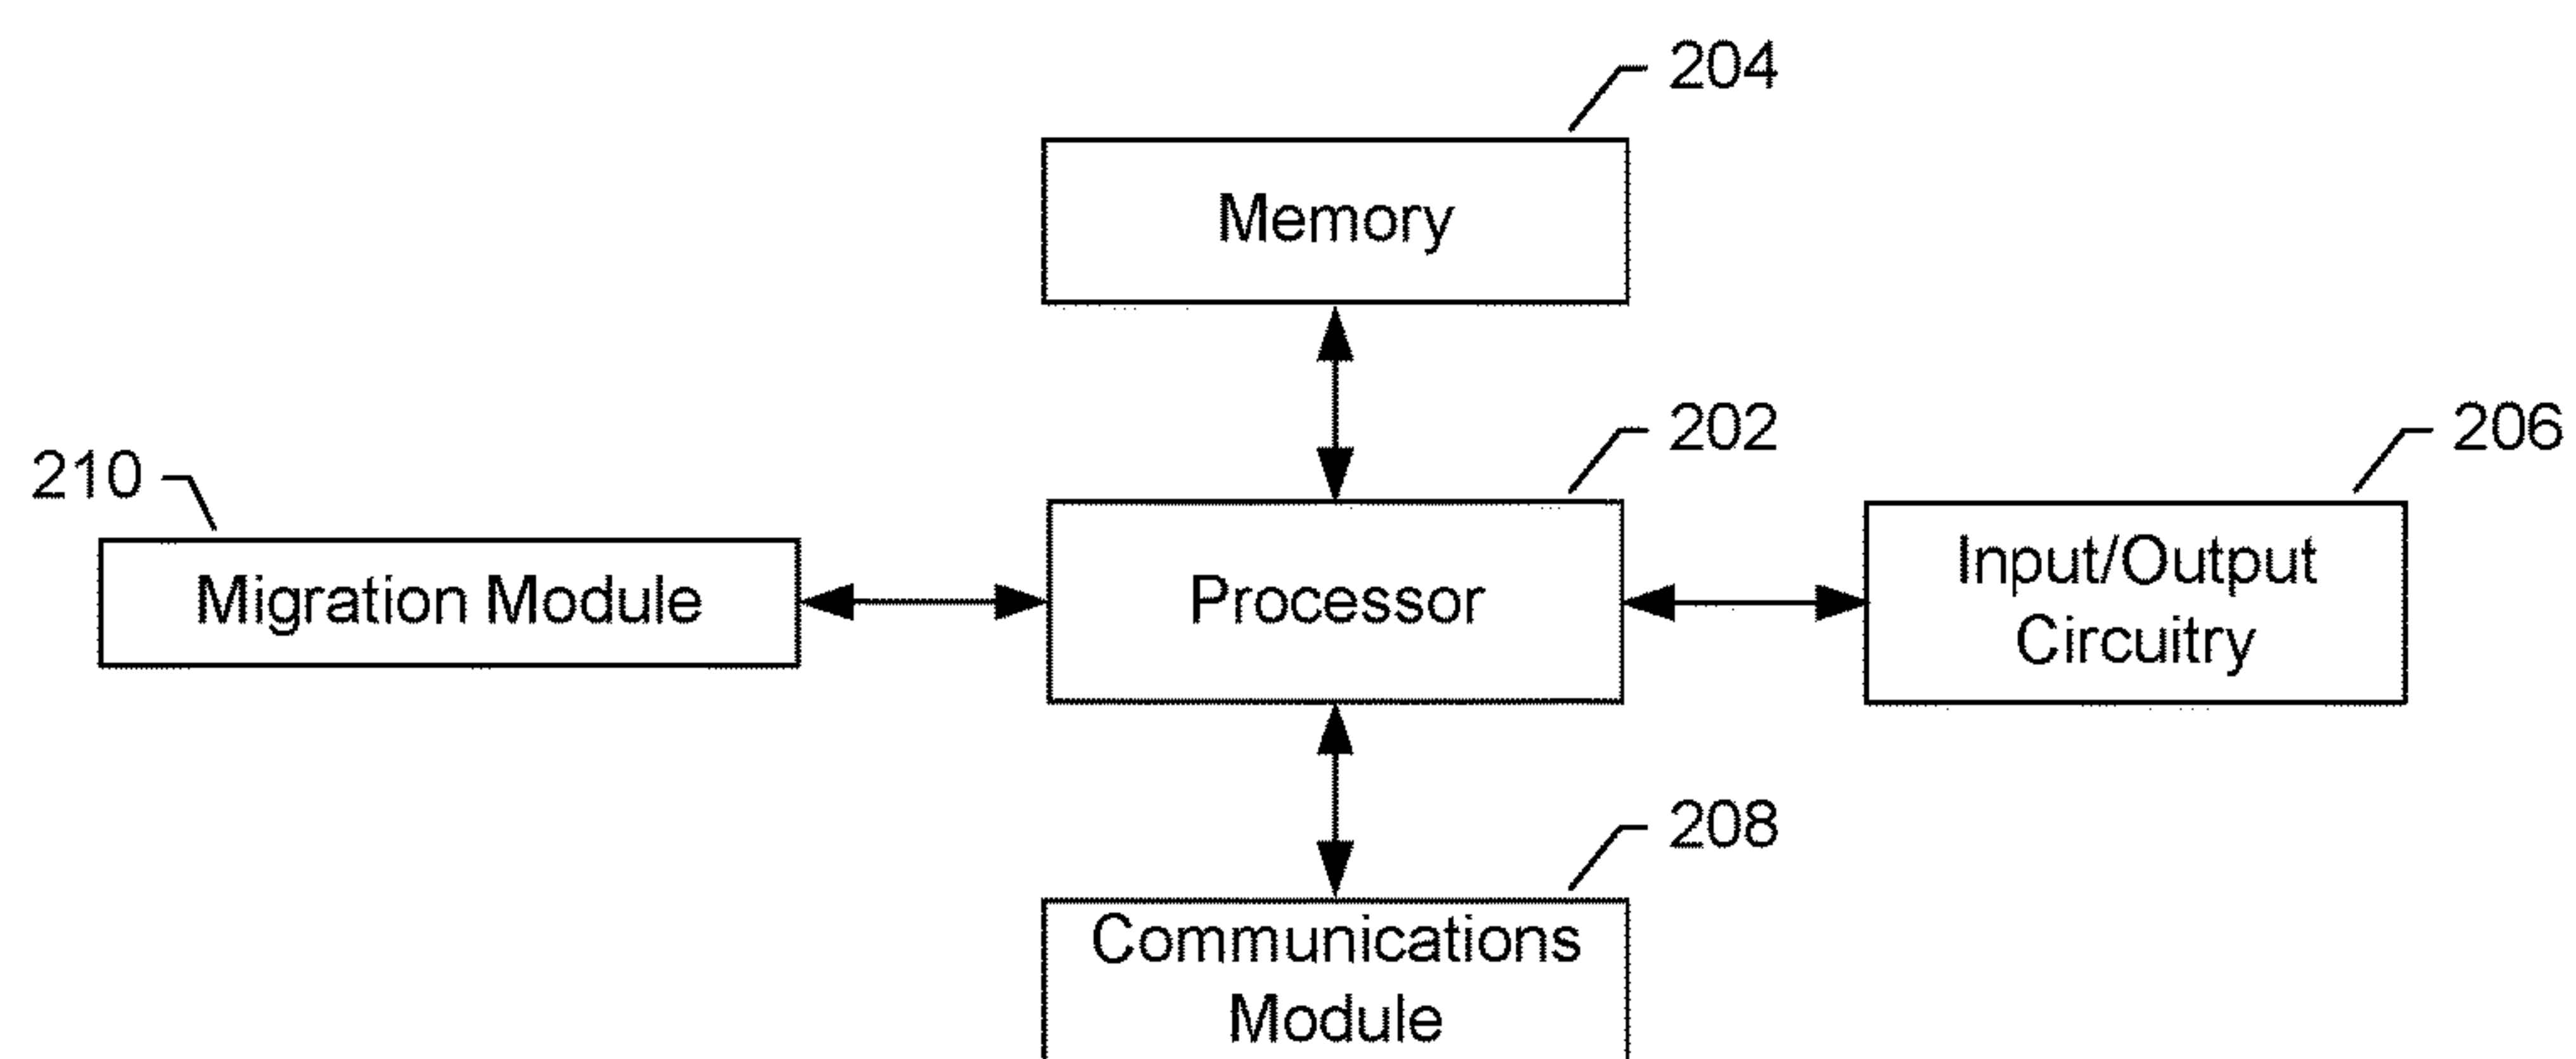 204
Memory
202
206
210
Migration Module
Processor
Input/Output
Circuitry
208
Communications
Module